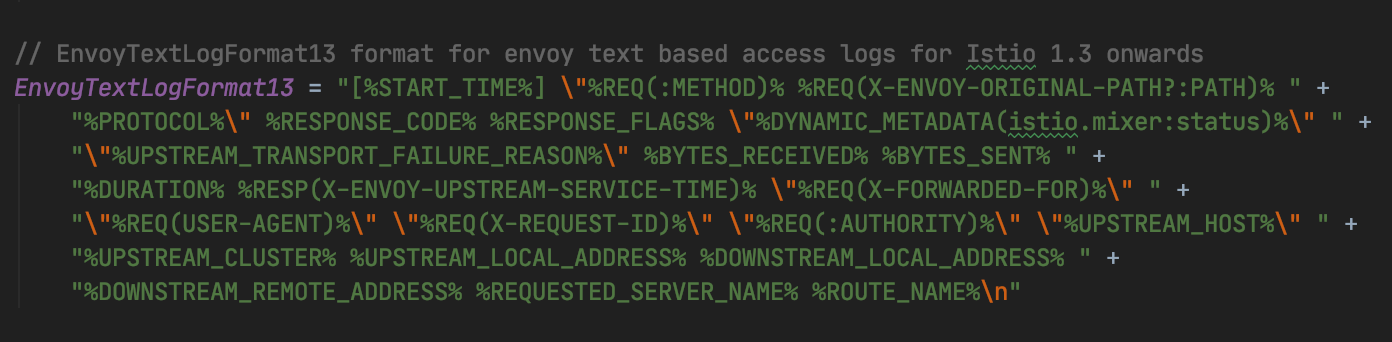 // EnvoyTextLogFormat13 format for envoy text based access logs for Istio 1.3 onwards
EnvoyTextLogFormat13 = "[%START_TIME%] \"%REQ(:METHOD)% %REQ(X-ENVOY-ORIGINAL-PATH?:PATH)% " +
"%PROTOCOL%\" %RESPONSE_CODE% %RESPONSE_FLAGS% \"%DYNAMIC_METADATA(istio.mixer:status)%\" " +
"\"%UPSTREAM_TRANSPORT_FAILURE_REASON%\" %BYTES_RECEIVED% %BYTES_SENT% " +
"%DURATION% %RESP(X-ENVOY-UPSTREAM-SERVICE-TIME)% \"%REQ(X-FORWARDED-FOR)%\" " +
"\"%REQ(USER-AGENT)%\" \"%REQ(X-REQUEST-ID)%\" \"%REQ(:AUTHORITY)%\" \"%UPSTREAM_HOST%\" " +
"%UPSTREAM_CLUSTER% %UPSTREAM_LOCAL_ADDRESS% %DOWNSTREAM_LOCAL_ADDRESS% " +
"%DOWNSTREAM_REMOTE_ADDRESS% %REQUESTED_SERVER_NAME% %ROUTE_NAME%\n"